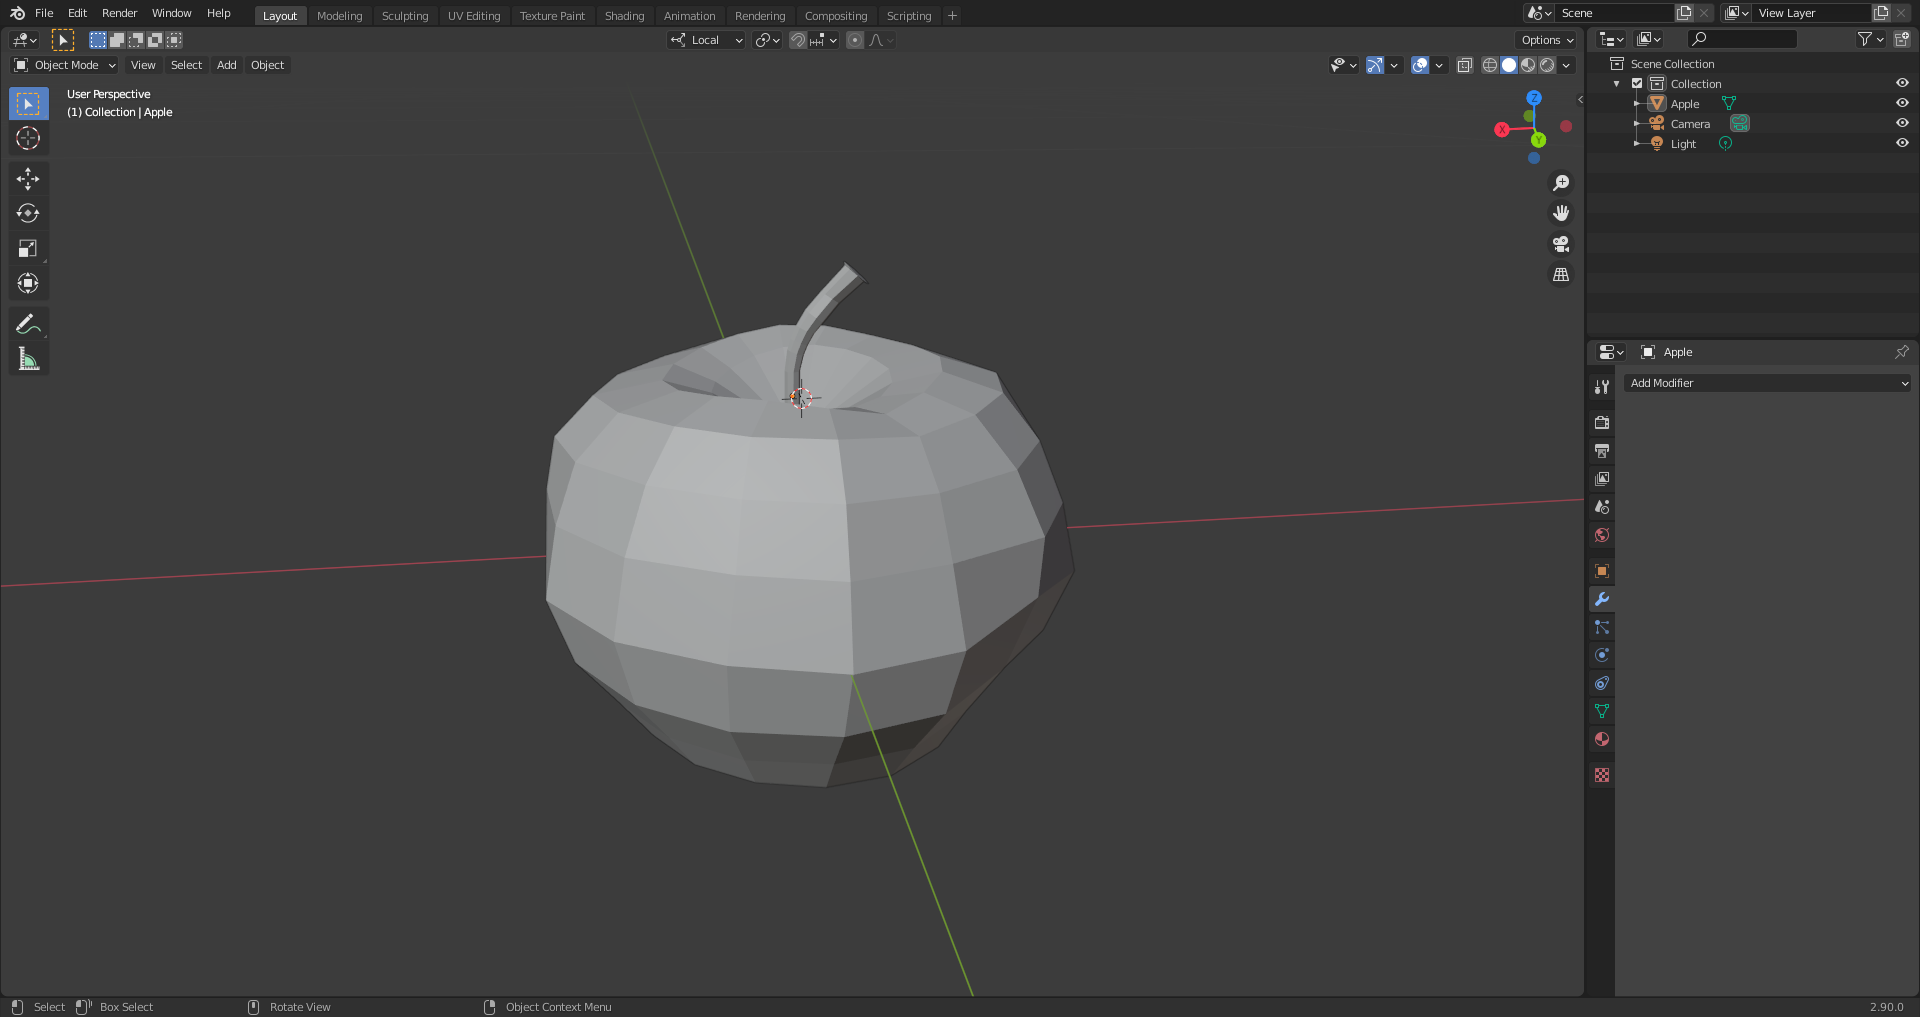 File Edit Render Window Help Layout Modeling Sculpting UV Editing Texture Paint Shading Animation Rendering Compositing Scripting + Scene View Layer
Local Options
Object Mode View Select Add Object
User Perspective
(1) Collection | Apple
Z
X
Y
Scene Collection
Collection
Apple
Camera
Light
Apple
Add Modifier
Select Box Select Rotate View Object Context Menu 2.90.0